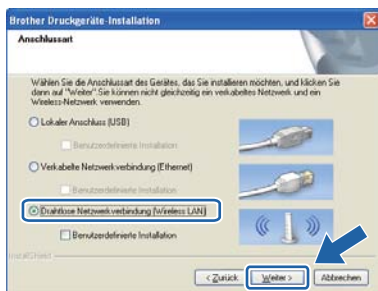 Brother Druckgeräte-Installation
Anschlussart
Wählen Sie die Anschlussart des Gerätes, das Sie installieren möchten, und klicken Sie
dann auf "Weiter". Sie können nicht gleichzeitig ein verkabeltes Netzwerk und ein
Wireless-Netzwerk verwenden.
Lokaler Anschluss (USB)
Benutzerdefinierte Installation
Verkabelte Netzwerkverbindung (Ethernet)
Benutzerdefinierte Installation
Drahtlose Netzwerkverbindung (Wireless LAN)
Benutzerdefinierte Installation
InstallShield
< Zurück Weiter > Abbrechen